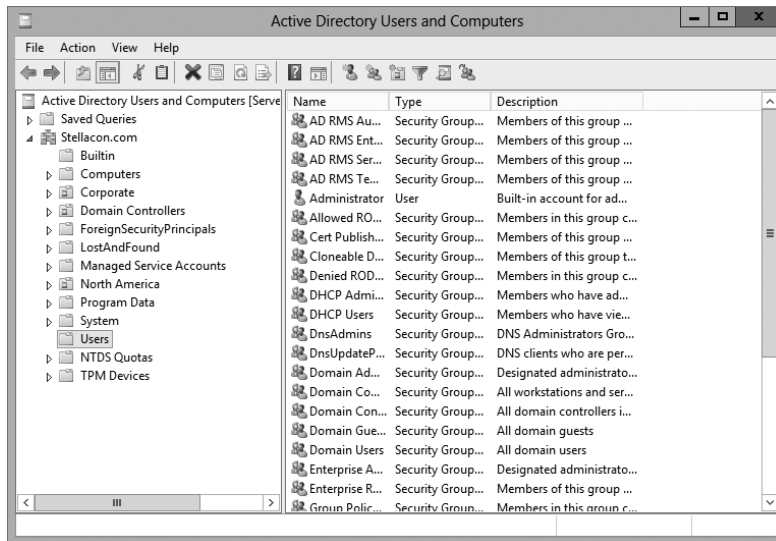 Active Directory Users and Computers
File Action View Help
Active Directory Users and Computers [Serve
Saved Queries
Stellacon.com
Builtin
Computers
Corporate
Domain Controllers
ForeignSecurityPrincipals
LostAndFound
Managed Service Accounts
North America
Program Data
System
Users
NTDS Quotas
TPM Devices
Name Type Description
AD RMS Au... Security Group... Members of this group ...
AD RMS Ent... Security Group... Members of this group ...
AD RMS Ser... Security Group... Members of this group ...
AD RMS Te... Security Group... Members of this group ...
Administrator User Built-in account for ad...
Allowed RO... Security Group... Members in this group c...
Cert Publish... Security Group... Members of this group ...
Cloneable D... Security Group... Members of this group t...
Denied ROD... Security Group... Members in this group c...
DHCP Admi... Security Group... Members who have ad...
DHCP Users Security Group... Members who have vie...
DnsAdmins Security Group... DNS Administrators Gro...
DnsUpdateP... Security Group... DNS clients who are per...
Domain Ad... Security Group... Designated administrato...
Domain Co... Security Group... All workstations and ser...
Domain Con... Security Group... All domain controllers i...
Domain Gue... Security Group... All domain guests
Domain Users Security Group... All domain users
Enterprise A... Security Group... Designated administrato...
Enterprise R... Security Group... Members of this group ...
Group Polic... Security Group... Members in this group c...